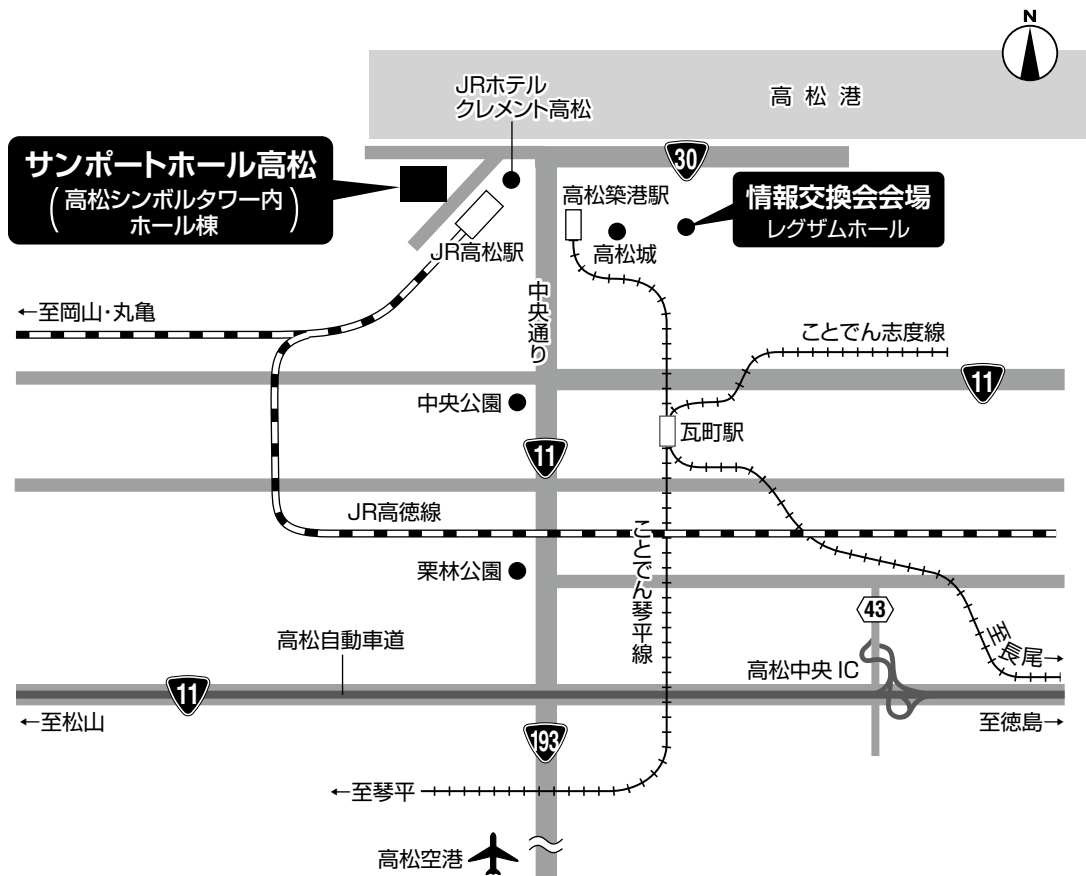 N
JRホテル
クレメント高松
高松港
サンポートホール高松
(高松シンボルタワー内
ホール棟)
30
高松築港駅
情報交換会会場
レグザムホール
高松城
JR高松駅
←至岡山・丸亀
中央通り
ことでん志度線
11
中央公園
瓦町駅
11
JR高徳線
ことでん琴平線
栗林公園
43
高松自動車道
高松中央IC
至長尾→
11
←至松山
至徳島→
193
←至琴平
高松空港